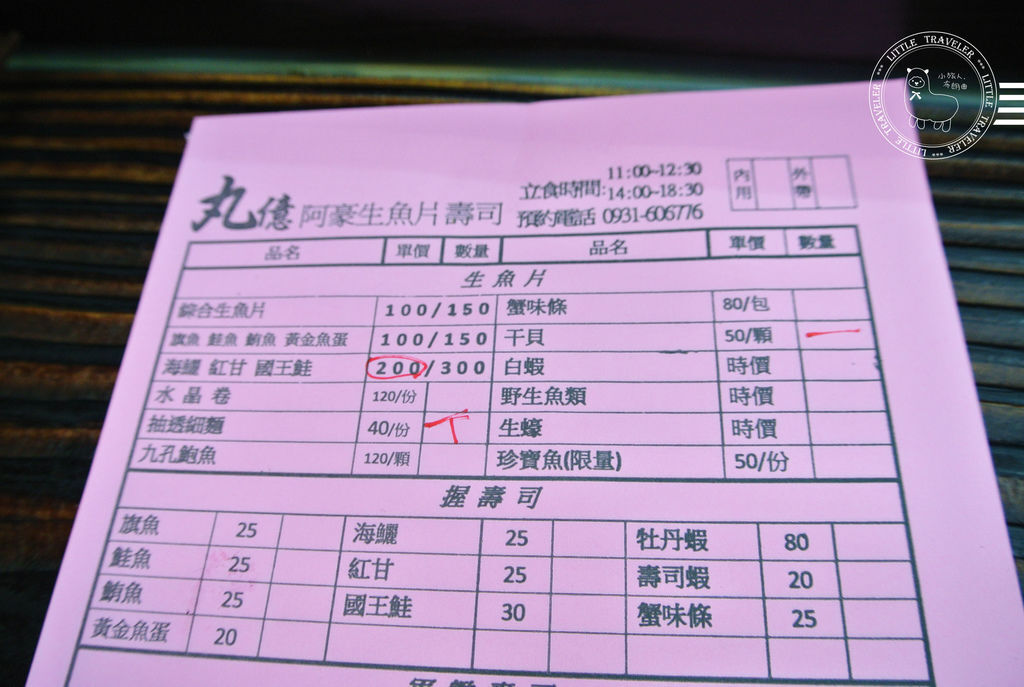 LITTLE TRAVELER LITTLE TRAVELER LITTLE TRAVELER
小旅人
丸億 阿豪生魚片壽司
立食時間: 11:00~12:30
14:00~18:30
預約電話 0931-606776
內用 外帶
品名 單價 數量 品名 單價 數量
生魚片
綜合生魚片 100/150 蟹味條 80/包
旗魚 鮭魚 鮪魚 黃金魚蛋 100/150 干貝 50/顆 一
海鱺 紅甘 國王鮭 200/300 白蝦 時價
水晶卷 120/份 野生魚類 時價
抽透細麵 40/份 生蠔 時價
九孔鮑魚 120/顆 珍寶魚(限量) 50/份
握壽司
旗魚 25 海鱺 25 牡丹蝦 80
鮭魚 25 紅甘 25 壽司蝦 20
鮪魚 25 國王鮭 30 蟹味條 25
黃金魚蛋 20